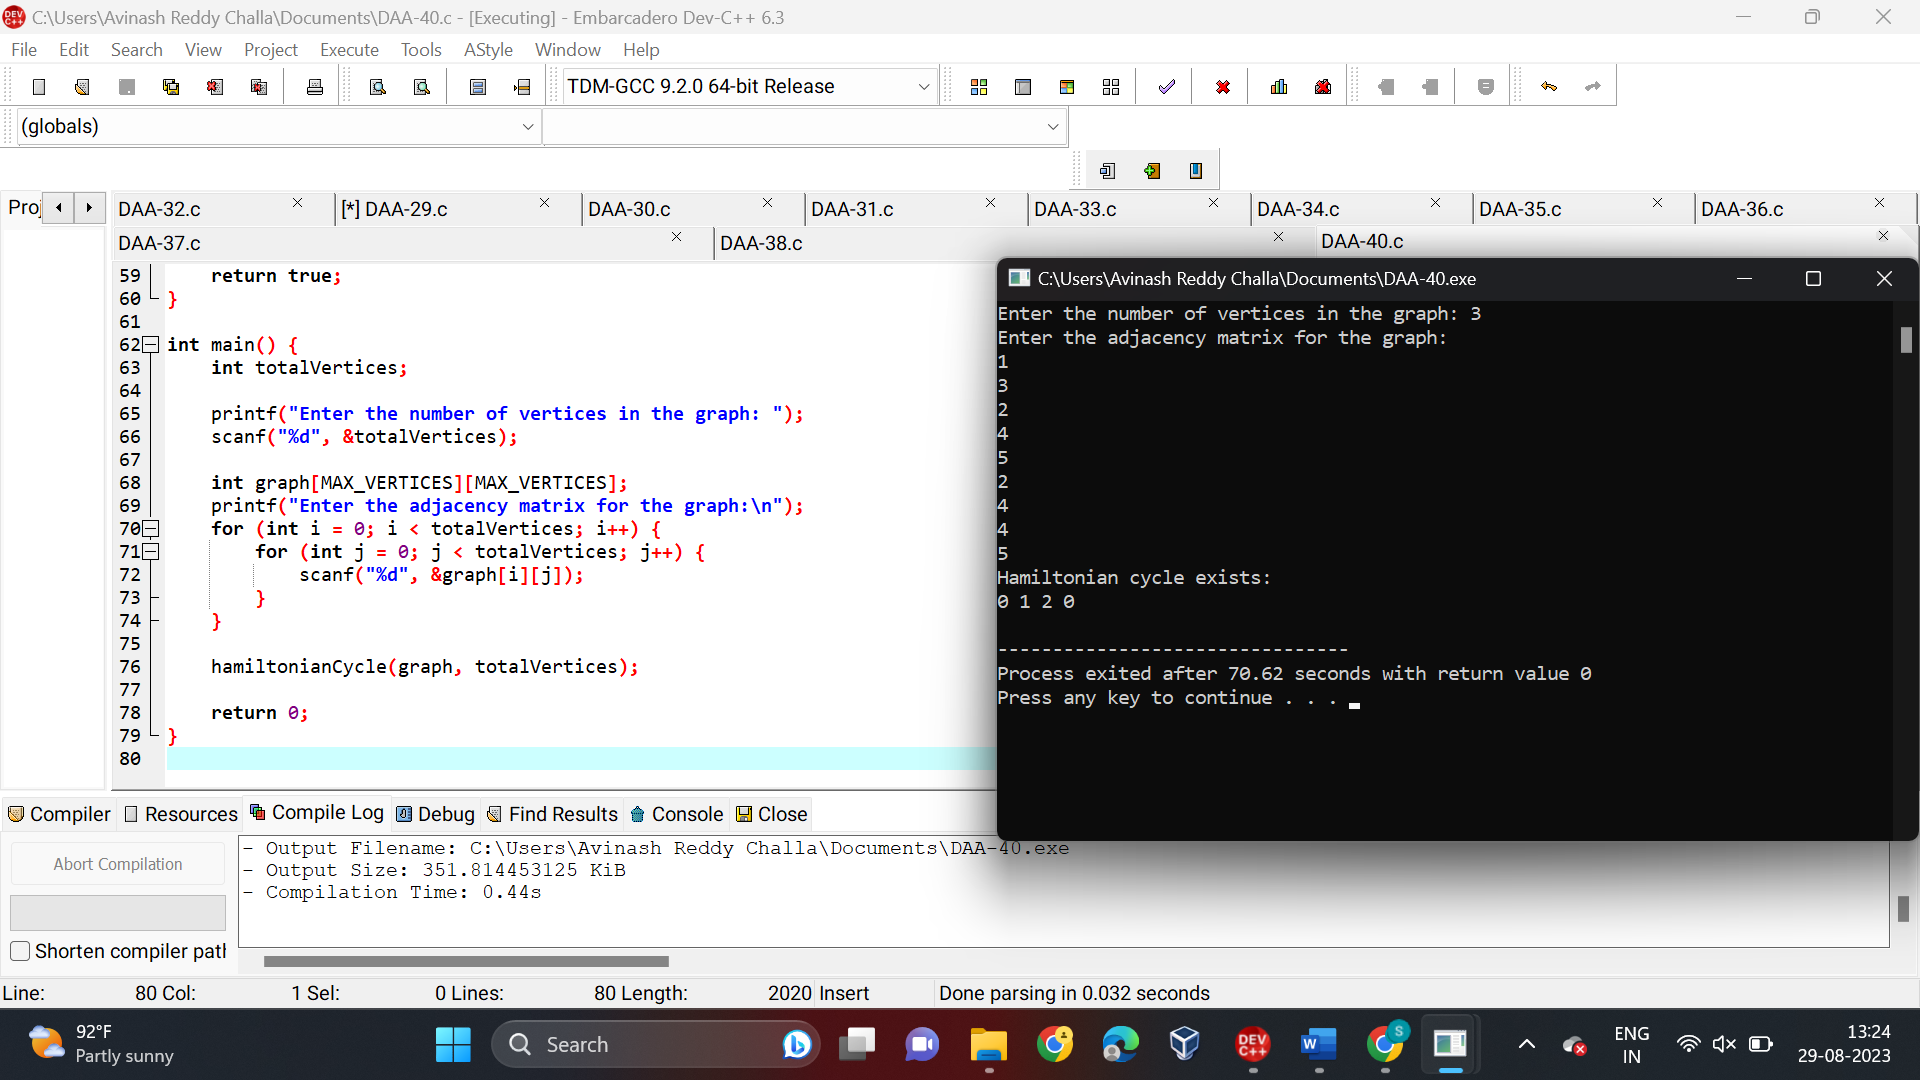 C:\Users\Avinash Reddy Challa\Documents\DAA-40.c - [Executing] - Embarcadero Dev-C++ 6.3
File Edit Search View Project Execute Tools AStyle Window Help
TDM-GCC 9.2.0 64-bit Release
(globals)
Proj
DAA-32.c [*] DAA-29.c DAA-30.c DAA-31.c DAA-33.c DAA-34.c DAA-35.c DAA-36.c
DAA-37.c DAA-38.c DAA-40.c
59 return true;
60 }
61
62 int main() {
63 int totalVertices;
64
65 printf("Enter the number of vertices in the graph: ");
66 scanf("%d", &totalVertices);
67
68 int graph[MAX_VERTICES][MAX_VERTICES];
69 printf("Enter the adjacency matrix for the graph:\n");
70 for (int i = 0; i < totalVertices; i++) {
71 for (int j = 0; j < totalVertices; j++) {
72 scanf("%d", &graph[i][j]);
73 }
74 }
75
76 hamiltonianCycle(graph, totalVertices);
77
78 return 0;
79 }
80
C:\Users\Avinash Reddy Challa\Documents\DAA-40.exe
Enter the number of vertices in the graph: 3
Enter the adjacency matrix for the graph:
1
3
2
4
5
2
4
4
5
Hamiltonian cycle exists:
0 1 2 0
--------------------------------
Process exited after 70.62 seconds with return value 0
Press any key to continue . . .
Compiler Resources Compile Log Debug Find Results Console Close
Abort Compilation
Shorten compiler path
- Output Filename: C:\Users\Avinash Reddy Challa\Documents\DAA-40.exe
- Output Size: 351.814453125 KiB
- Compilation Time: 0.44s
Line: 80 Col: 1 Sel: 0 Lines: 80 Length: 2020 Insert Done parsing in 0.032 seconds
92°F
Partly sunny
Search
DEV C++
W
S
ENG
IN
13:24
29-08-2023